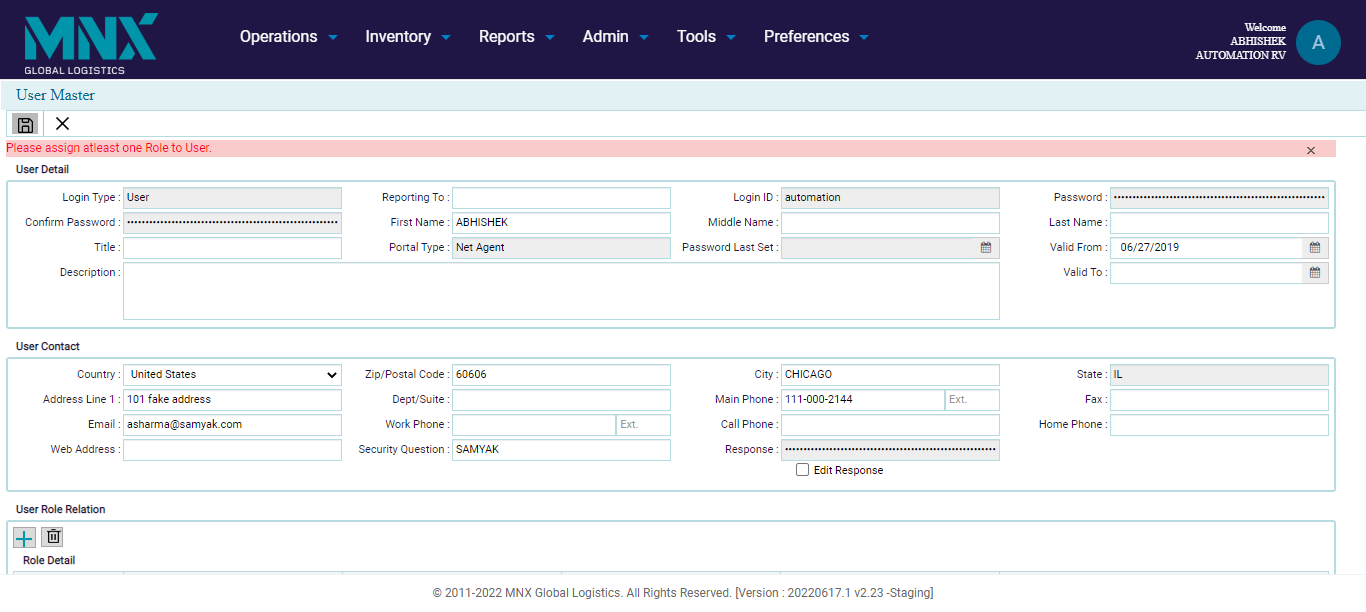 MNX
GLOBAL LOGISTICS
Operations Inventory Reports Admin Tools Preferences
Welcome
ABHISHEK
AUTOMATION RV
A
User Master
Please assign atleast one Role to User.
User Detail
Login Type : User Reporting To : Login ID : automation Password :
Confirm Password : First Name : ABHISHEK Middle Name : Last Name :
Title : Portal Type : Net Agent Password Last Set : Valid From : 06/27/2019
Description : Valid To :
User Contact
Country : United States Zip/Postal Code : 60606 City : CHICAGO State : IL
Address Line 1 : 101 fake address Dept/Suite : Main Phone : 111-000-2144 Ext. Fax :
Email : asharma@samyak.com Work Phone : Ext. Call Phone : Home Phone :
Web Address : Security Question : SAMYAK Response :
Edit Response
User Role Relation
Role Detail
© 2011-2022 MNX Global Logistics. All Rights Reserved. [Version : 20220617.1 v2.23 -Staging]